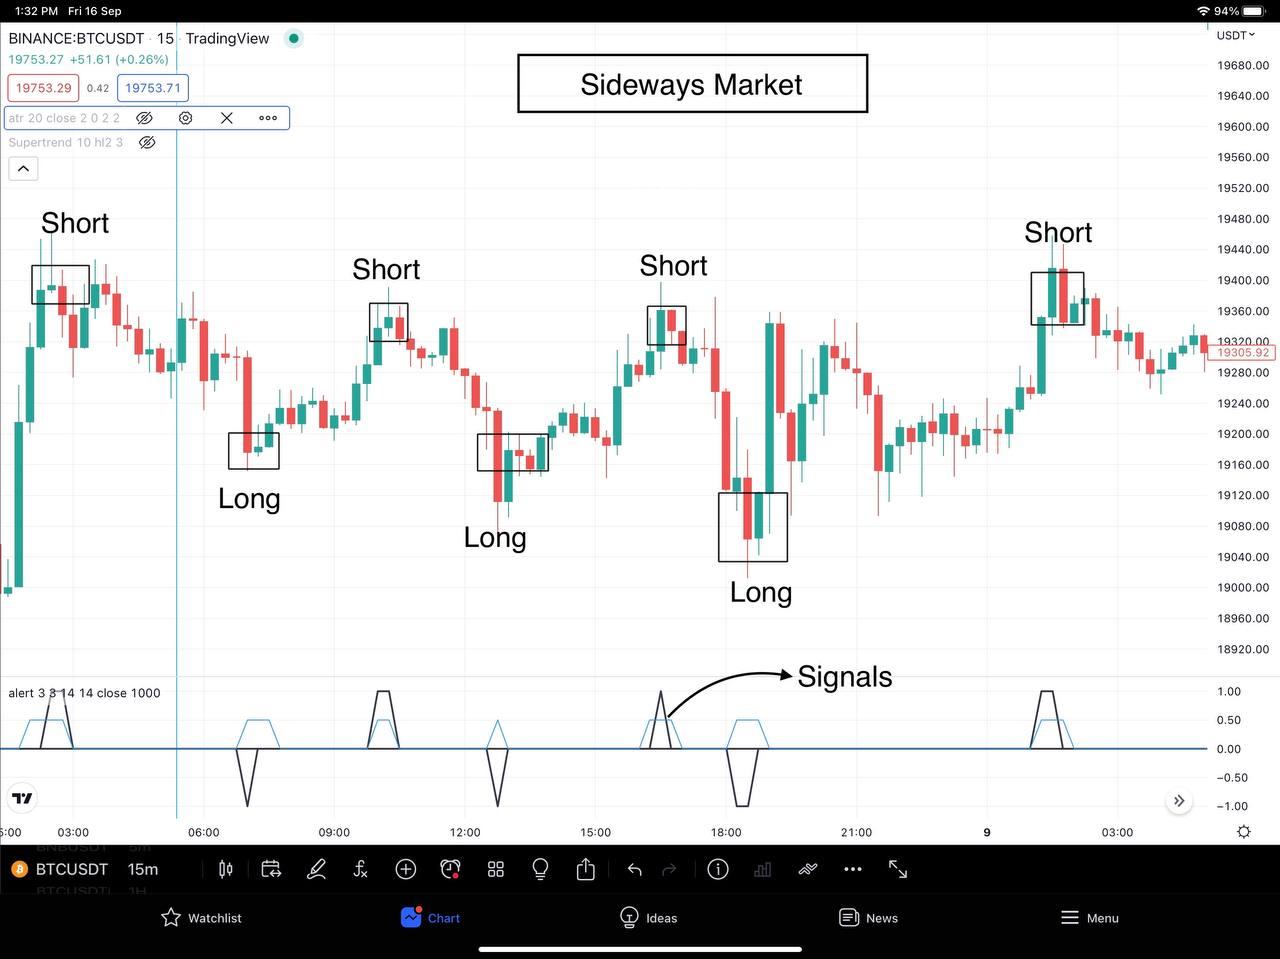 1:32 PM Fri 16 Sep
94%
BINANCE:BTCUSDT · 15 · TradingView
USDT
19753.27 +51.61 (+0.26%)
19753.29 0.42 19753.71
atr 20 close 2 0 2 2
Supertrend 10 hl2 3
Sideways Market
19680.00
19640.00
19600.00
19560.00
19520.00
19480.00
19440.00
19400.00
19360.00
19320.00
19305.92
19280.00
19240.00
19200.00
19160.00
19120.00
19080.00
19040.00
19000.00
18960.00
18920.00
Short
Short
Short
Short
Long
Long
Long
Signals
alert 3 3 14 14 close 1000
1.00
0.50
0.00
−0.50
−1.00
03:00 06:00 09:00 12:00 15:00 18:00 21:00 9 03:00
BNBUSDT 5m
BTCUSDT 15m
BTCUSDT 1H
Watchlist Chart Ideas News Menu